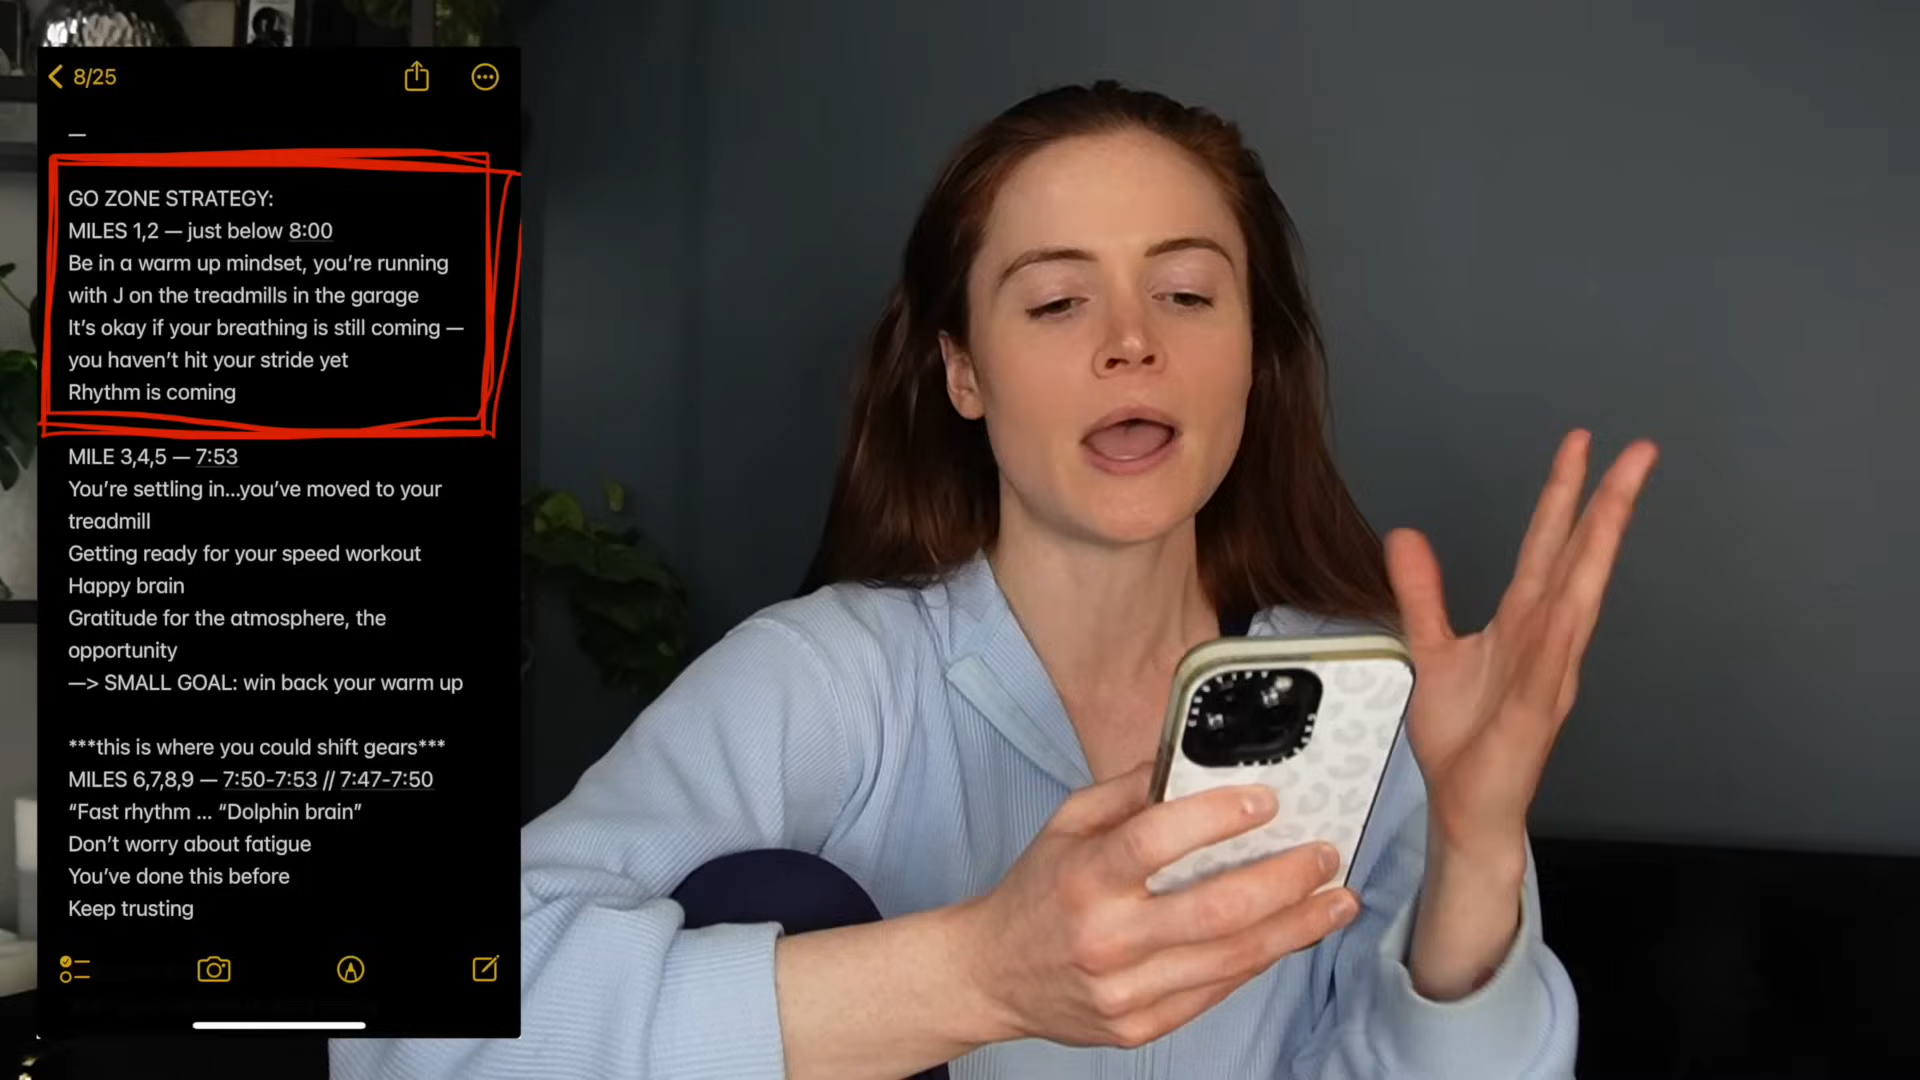 8/25
—
GO ZONE STRATEGY:
MILES 1,2 — just below 8:00
Be in a warm up mindset, you’re running
with J on the treadmills in the garage
It’s okay if your breathing is still coming —
you haven’t hit your stride yet
Rhythm is coming
MILE 3,4,5 — 7:53
You’re settling in...you’ve moved to your
treadmill
Getting ready for your speed workout
Happy brain
Gratitude for the atmosphere, the
opportunity
—> SMALL GOAL: win back your warm up
***this is where you could shift gears***
MILES 6,7,8,9 — 7:50-7:53 // 7:47-7:50
“Fast rhythm ... “Dolphin brain”
Don’t worry about fatigue
You’ve done this before
Keep trusting